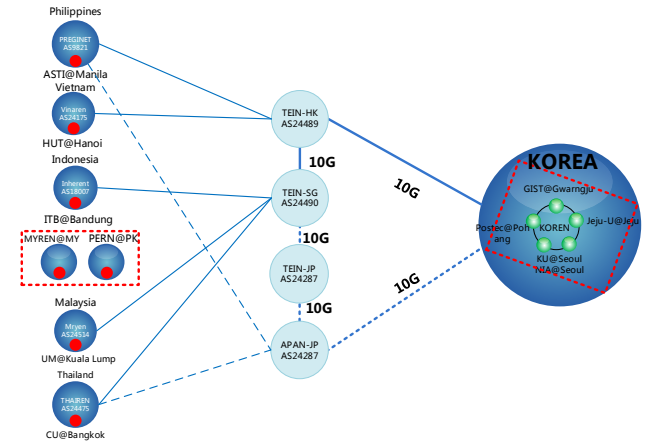 Philippines
PREGINET
AS9821
ASTI@Manila
Vietnam
Vinaren
AS24175
HUT@Hanoi
Indonesia
Inherent
AS18007
ITB@Bandung
MYREN@MY
PERN@PK
Malaysia
Mryen
AS24514
UM@Kuala Lump
Thailand
THAIREN
AS24475
CU@Bangkok
TEIN-HK
AS24489
10G
TEIN-SG
AS24490
10G
TEIN-JP
AS24287
10G
APAN-JP
AS24287
10G
10G
KOREA
GIST@Gwarngju
Jeju-U@Jeju
Postec@Poh
ang
KOREN
KU@Seoul
NIA@Seoul